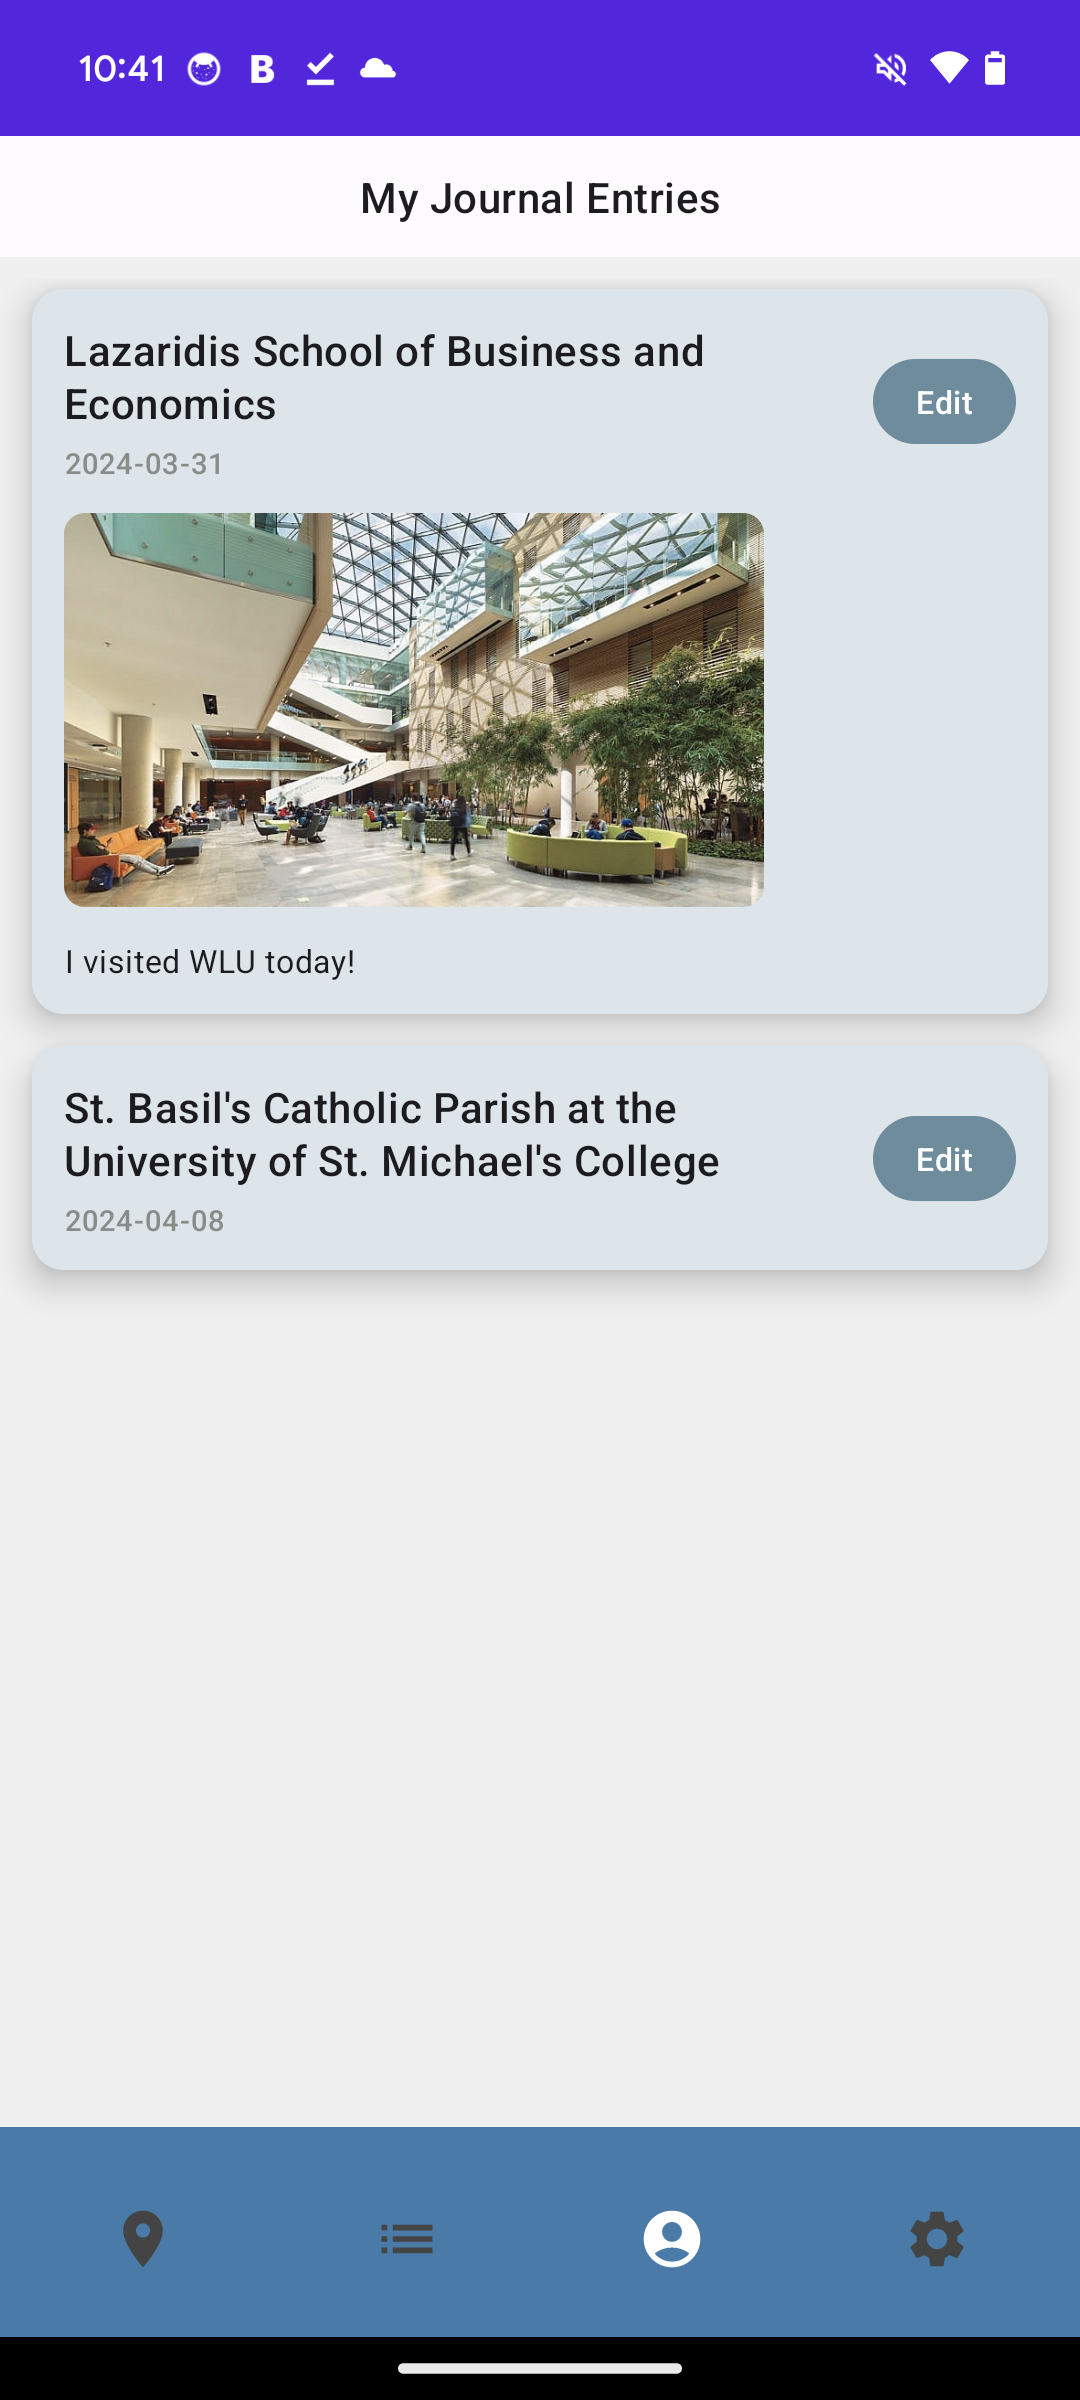 10:41 B
My Journal Entries
Lazaridis School of Business and
Economics
Edit
2024-03-31
I visited WLU today!
St. Basil's Catholic Parish at the
University of St. Michael's College
Edit
2024-04-08